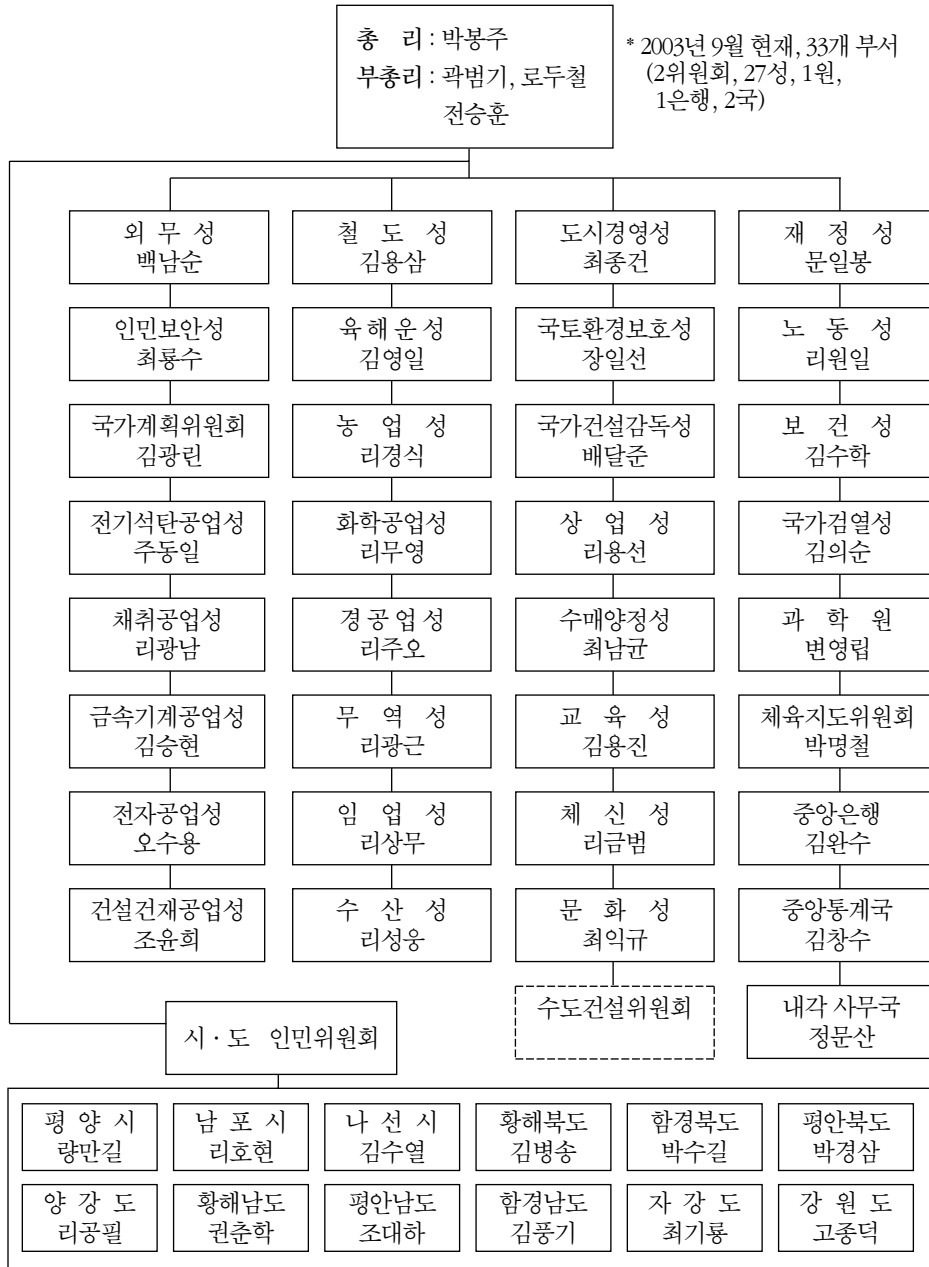 총 리 : 박봉주
부총리 : 곽범기, 로두철
전승훈
* 2003년 9월 현재, 33개 부서
(2위원회, 27성, 1원,
1은행, 2국)
외 무 성
백남순
철 도 성
김용삼
도시경영성
최종건
재 정 성
문일봉
인민보안성
최룡수
육 해 운 성
김영일
국토환경보호성
장일선
노 동 성
리원일
국가계획위원회
김광린
농 업 성
리경식
국가건설감독성
배달준
보 건 성
김수학
전기석탄공업성
주동일
화학공업성
리무영
상 업 성
리용선
국가검열성
김의순
채취공업성
리광남
경 공 업 성
리주오
수매양정성
최남균
과 학 원
변영립
금속기계공업성
김승현
무 역 성
리광근
교 육 성
김용진
체육지도위원회
박명철
전자공업성
오수용
임 업 성
리상무
체 신 성
리금범
중앙은행
김완수
건설건재공업성
조윤희
수 산 성
리성웅
문 화 성
최익규
중앙통계국
김창수
수도건설위원회
내각 사무국
정문산
시 · 도 인민위원회
평 양 시
량만길
남 포 시
리호현
나 선 시
김수열
황해북도
김병송
함경북도
박수길
평안북도
박경삼
양 강 도
리공필
황해남도
권춘학
평안남도
조대하
함경남도
김풍기
자 강 도
최기룡
강 원 도
고종덕